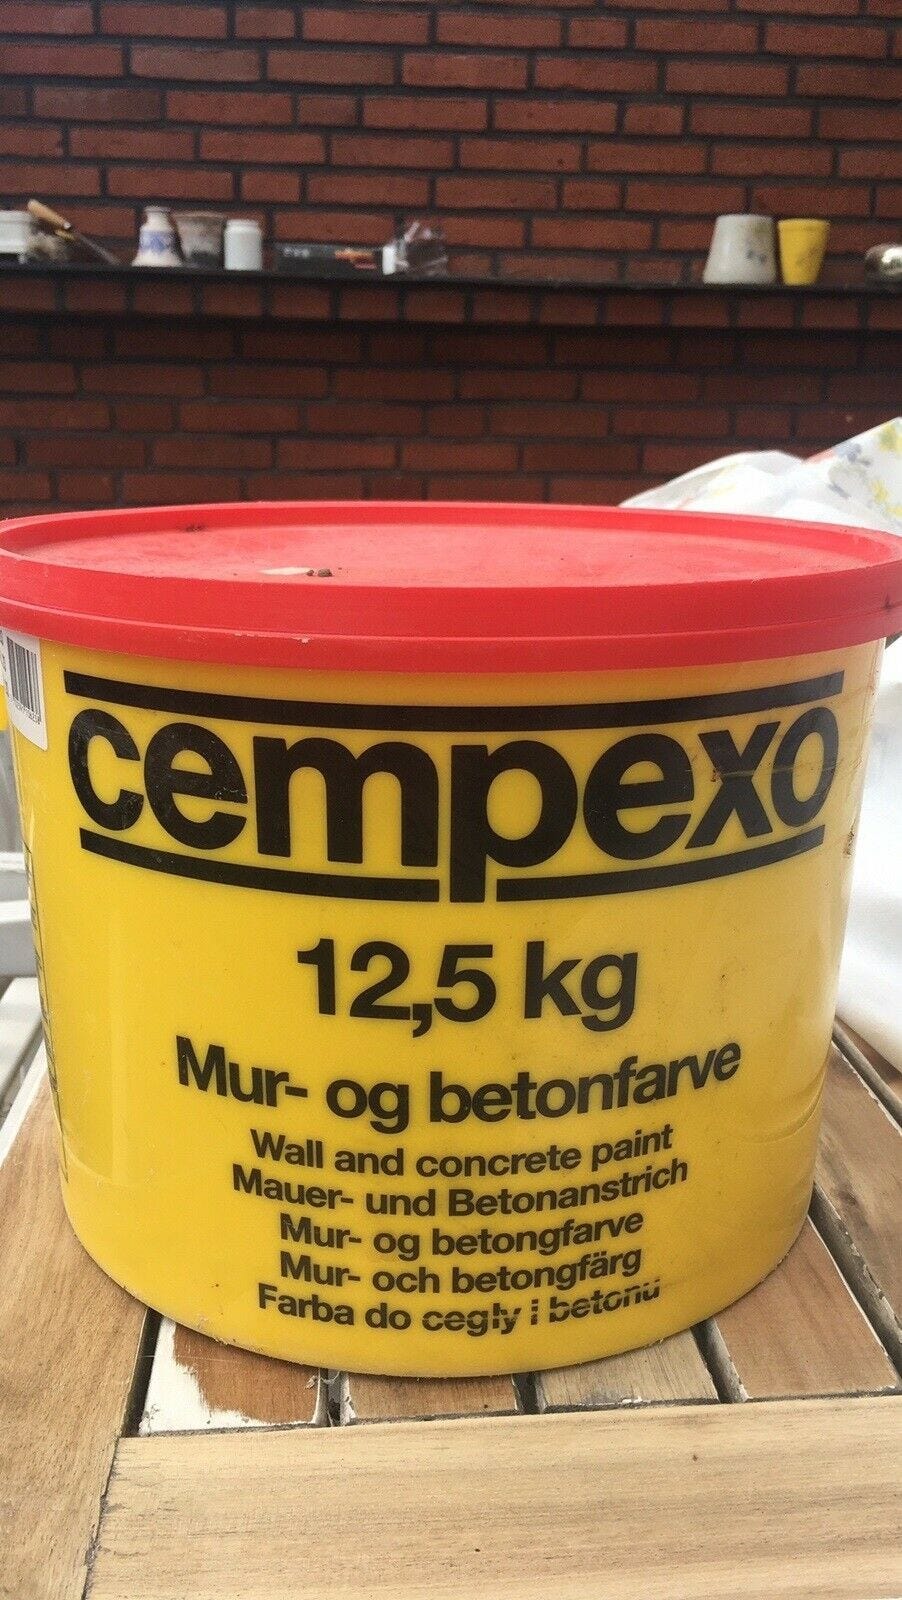 cempexo
12,5 kg
Mur- og betonfarve
Wall and concrete paint
Mauer- und Betonanstrich
Mur- og betongfarve
Mur- och betongfärg
Farba do cegly i betonu